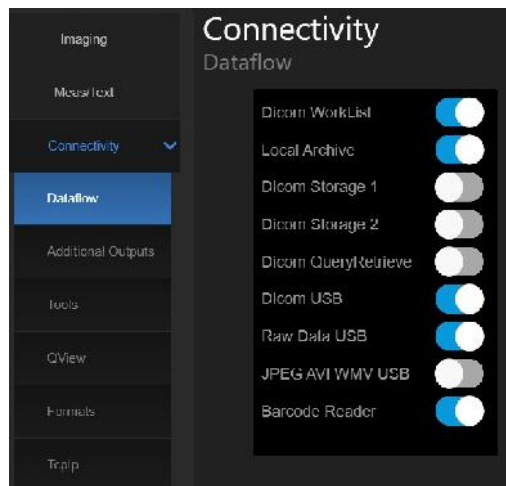 Imaging
Meas/Text
Connectivity
Dataflow
Additional Outputs
Tools
QView
Formats
TcpIp
Connectivity
Dataflow
Dicom WorkList
Local Archive
Dicom Storage 1
Dicom Storage 2
Dicom QueryRetrieve
Dicom USB
Raw Data USB
JPEG AVI WMV USB
Barcode Reader